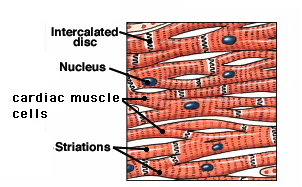 Intercalated
disc
Nucleus
cardiac muscle
cells
Striations